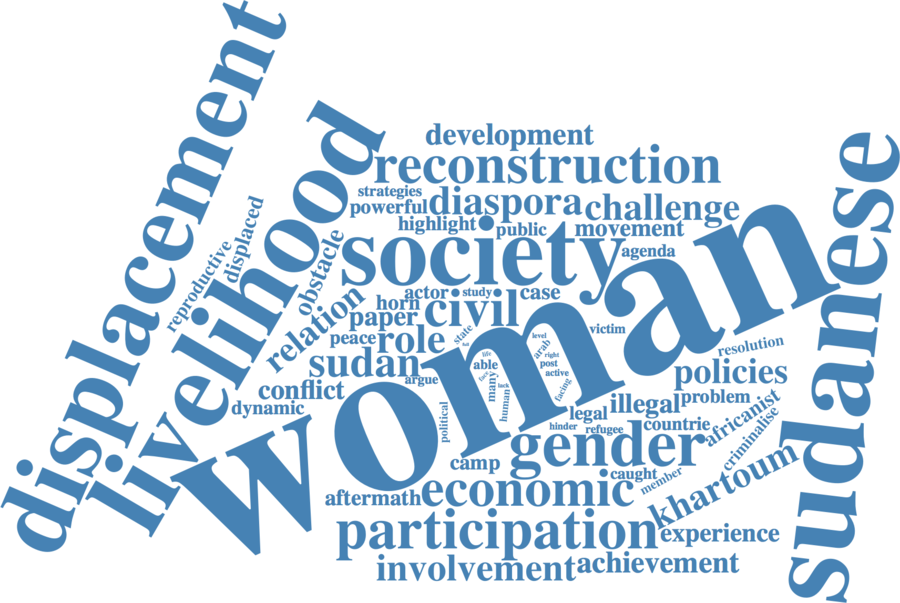 displacement
livelihood
development
reconstruction
strategies
powerful
diaspora
challenge
highlight
public
movement
society
agenda
reproductive
displaced
obstacle
relation
actor
study
case
horn
civil
paper
peace
role
state
victim
level
arab
right
sudan
argue
life
able
face
many
lack
human
post
active
facing
resolution
policies
conflict
dynamic
woman
political
legal
illegal
problem
hinder
refugee
countrie
africanist
criminalise
gender
camp
caught
member
aftermath
economic
khartoum
participation
experience
involvement
achievement
sudanese